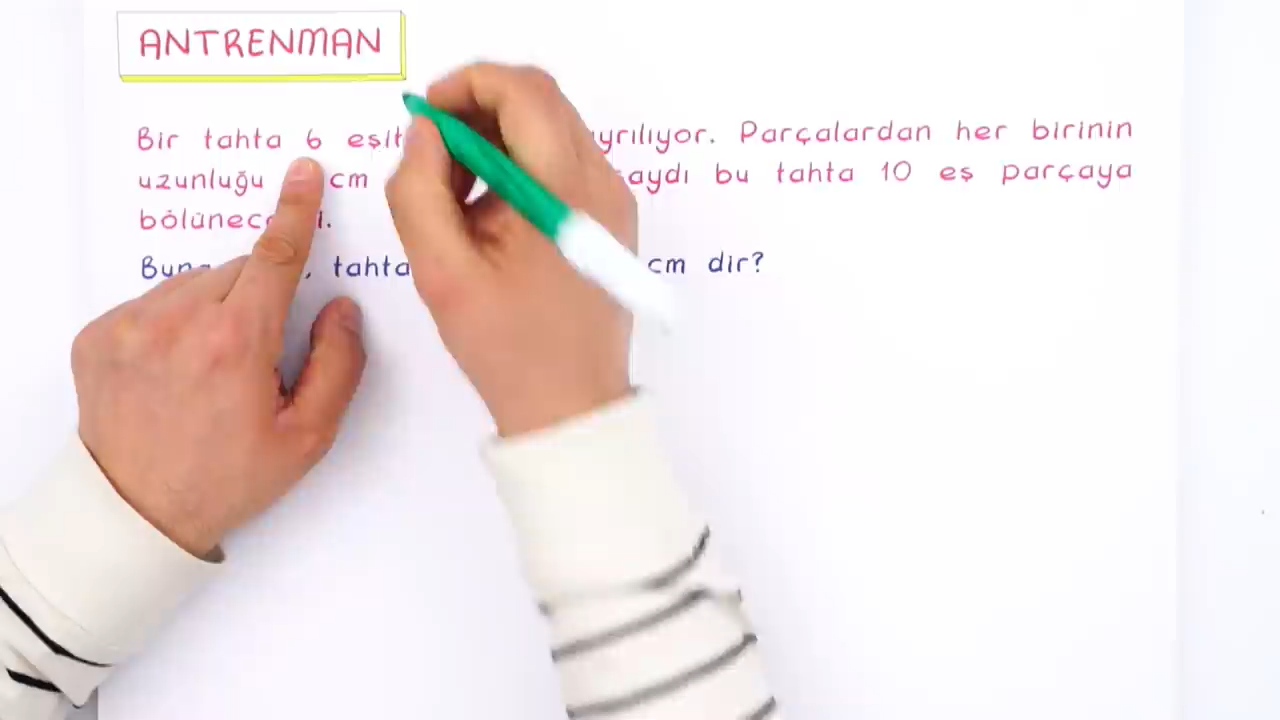 ANTRENMAN
Bir tahta 6 eşit yrılıyor. Parçalardan her birinin
uzunluğu cm aydı bu tahta 10 eş parçaya
bölünec i.
tahta cm dir?